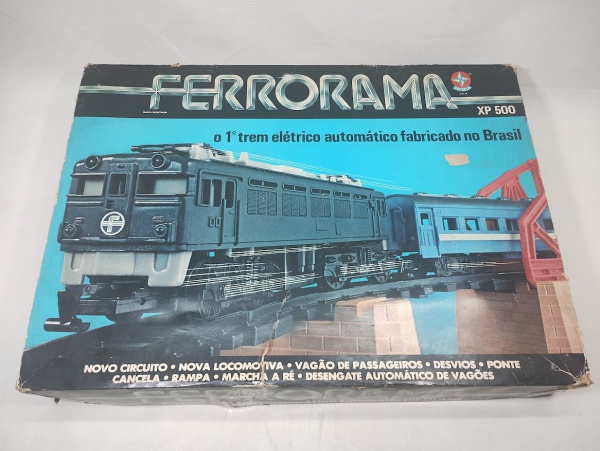 FERRORAMA
XP 500
o 1° trem elétrico automático fabricado no Brasil
NOVO CIRCUITO • NOVA LOCOMOTIVA • VAGÃO DE PASSAGEIROS • DESVIOS • PONTE
CANCELA • RAMPA • MARCHA A RÉ • DESENGATE AUTOMÁTICO DE VAGÕES